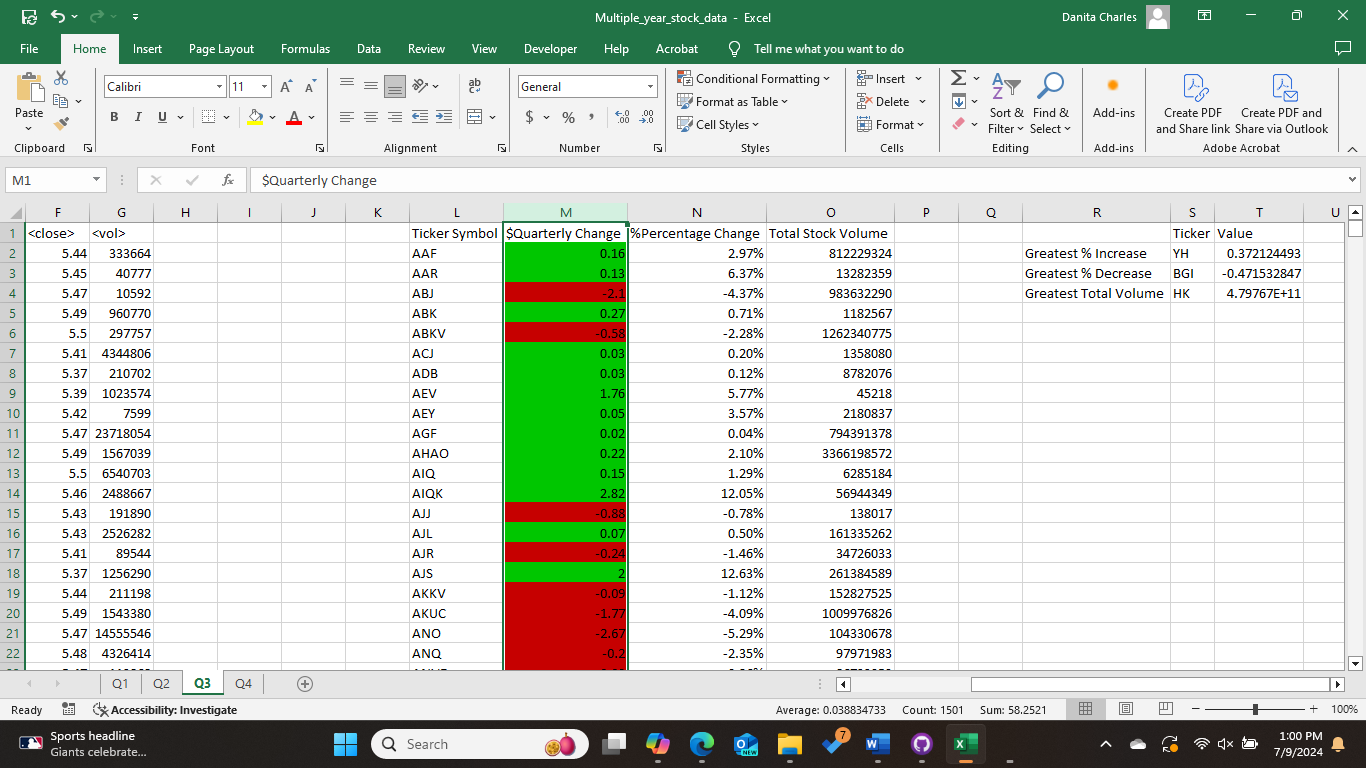 Multiple_year_stock_data - Excel
Danita Charles
File Home Insert Page Layout Formulas Data Review View Developer Help Acrobat Tell me what you want to do
Paste
Clipboard
Calibri 11
B I U
Font
ab
Alignment
General
$ % ,
Number
Conditional Formatting
Format as Table
Cell Styles
Styles
Insert
Delete
Format
Cells
Sort & Filter
Find & Select
Editing
Add-ins
Add-ins
Create PDF and Share link
Create PDF and Share via Outlook
Adobe Acrobat
M1 fx $Quarterly Change
F G H I J K L M N O P Q R S T U
1 <close> <vol> Ticker Symbol $Quarterly Change %Percentage Change Total Stock Volume Ticker Value
2 5.44 333664 AAF 0.16 2.97% 812229324 Greatest % Increase YH 0.372124493
3 5.45 40777 AAR 0.13 6.37% 13282359 Greatest % Decrease BGI -0.471532847
4 5.47 10592 ABJ -2.1 -4.37% 983632290 Greatest Total Volume HK 4.79767E+11
5 5.49 960770 ABK 0.27 0.71% 1182567
6 5.5 297757 ABKV -0.58 -2.28% 1262340775
7 5.41 4344806 ACJ 0.03 0.20% 1358080
8 5.37 210702 ADB 0.03 0.12% 8782076
9 5.39 1023574 AEV 1.76 5.77% 45218
10 5.42 7599 AEY 0.05 3.57% 2180837
11 5.47 23718054 AGF 0.02 0.04% 794391378
12 5.49 1567039 AHAO 0.22 2.10% 3366198572
13 5.5 6540703 AIQ 0.15 1.29% 6285184
14 5.46 2488667 AIQK 2.82 12.05% 56944349
15 5.43 191890 AJJ -0.88 -0.78% 138017
16 5.43 2526282 AJL 0.07 0.50% 161335262
17 5.41 89544 AJR -0.24 -1.46% 34726033
18 5.37 1256290 AJS 2 12.63% 261384589
19 5.44 211198 AKKV -0.09 -1.12% 152827525
20 5.49 1543380 AKUC -1.77 -4.09% 1009976826
21 5.47 14555546 ANO -2.67 -5.29% 104330678
22 5.48 4326414 ANQ -0.2 -2.35% 97971983
Q1 Q2 Q3 Q4
Ready Accessibility: Investigate Average: 0.038834733 Count: 1501 Sum: 58.2521 100%
Sports headline
Giants celebrate...
Search
NEW
7
1:00 PM
7/9/2024